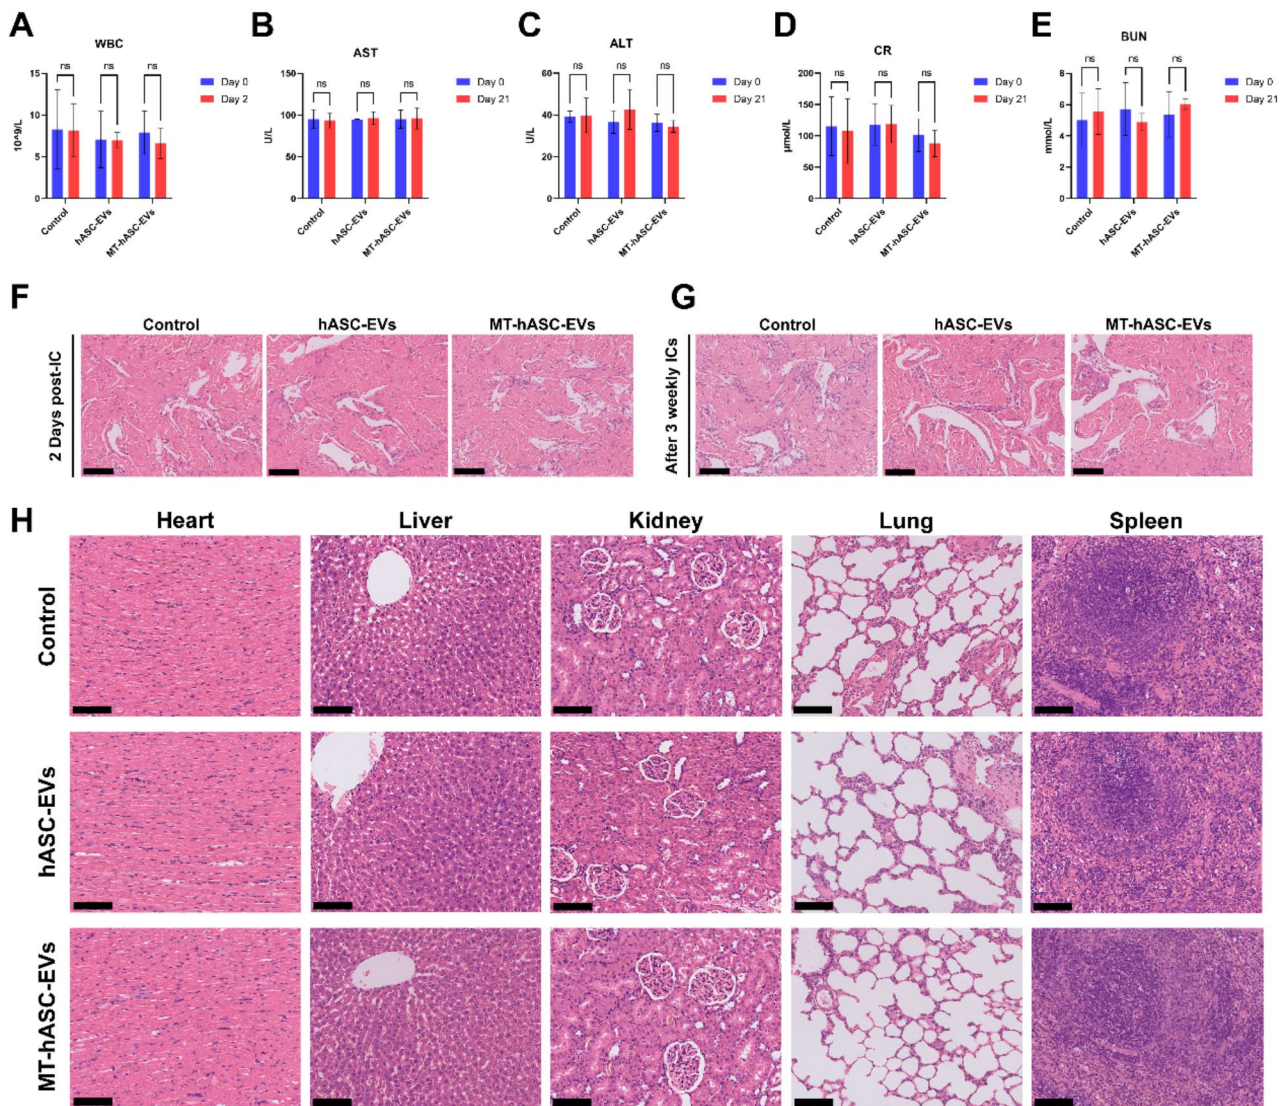 A
WBC
ns
ns
ns
15
10
5
0
10^9/L
Control
hASC-EVs
MT-hASC-EVs
Day 0
Day 2
B
AST
ns
ns
ns
150
100
50
0
U/L
Control
hASC-EVs
MT-hASC-EVs
Day 0
Day 21
C
ALT
ns
ns
ns
60
40
20
0
U/L
Control
hASC-EVs
MT-hASC-EVs
Day 0
Day 21
D
CR
ns
ns
ns
200
150
100
50
0
μmol/L
Control
hASC-EVs
MT-hASC-EVs
Day 0
Day 21
E
BUN
ns
ns
ns
8
6
4
2
0
mmol/L
Control
hASC-EVs
MT-hASC-EVs
Day 0
Day 21
F
Control
hASC-EVs
MT-hASC-EVs
2 Days post-IC
G
Control
hASC-EVs
MT-hASC-EVs
After 3 weekly ICs
H
Heart
Liver
Kidney
Lung
Spleen
Control
hASC-EVs
MT-hASC-EVs